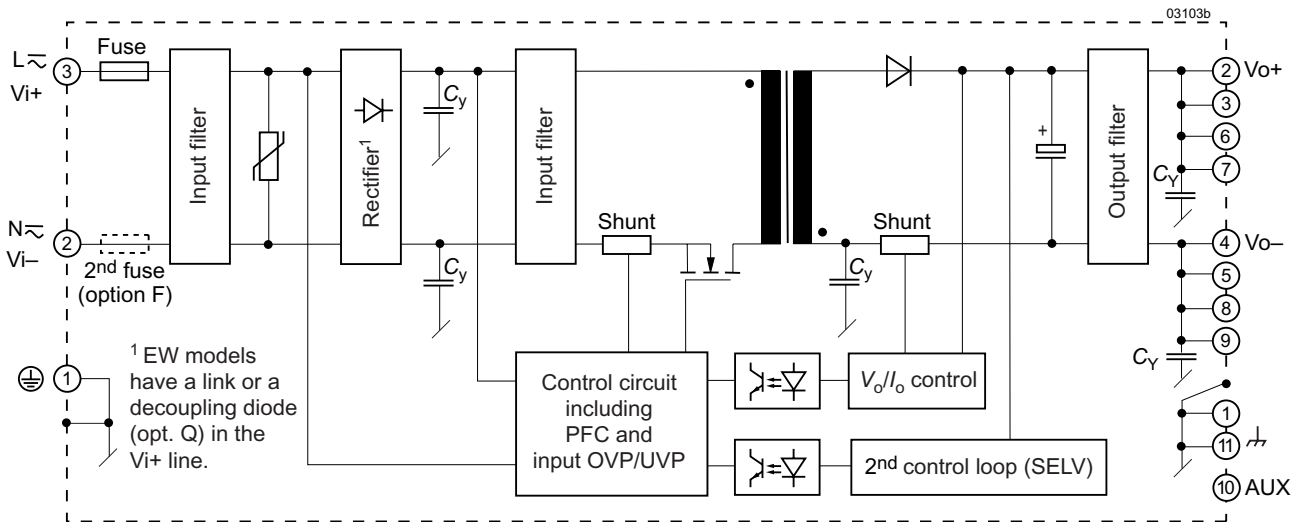 03103b
L
3
Vi+
Fuse
Input filter
Rectifier¹
Cy
Input filter
+
Output filter
2 Vo+
3
6
7
CY
N
2
Vi–
2nd fuse
(option F)
Cy
Shunt
Cy
Shunt
4 Vo–
5
8
9
CY
1
1 EW models
have a link or a
decoupling diode
(opt. Q) in the
Vi+ line.
Control circuit
including
PFC and
input OVP/UVP
Vo/Io control
2nd control loop (SELV)
1
11
10 AUX